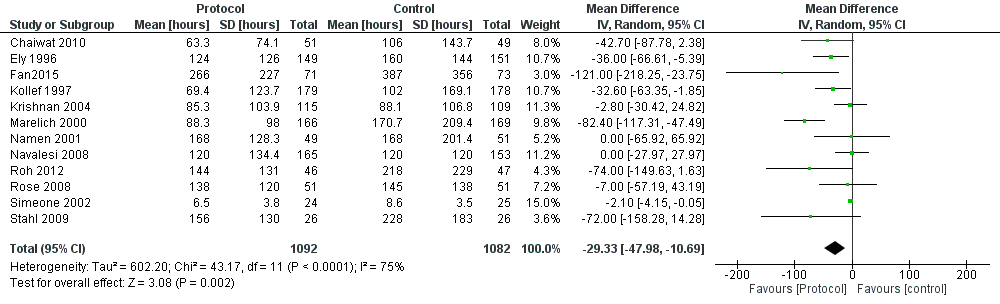 Protocol Control Mean Difference Mean Difference
Study or Subgroup Mean [hours] SD [hours] Total Mean [hours] SD [hours] Total Weight IV, Random, 95% CI IV, Random, 95% CI
Chaiwat 2010 63.3 74.1 51 106 143.7 49 8.0% -42.70 [-87.78, 2.38]
Ely 1996 124 126 149 160 144 151 11.0% -36.00 [-66.61, -5.39]
Fan2015 266 227 71 387 356 73 2.9% -121.00 [-218.25, -23.75]
Kollef 1997 69.4 123.7 179 102 169.1 178 10.9% -32.60 [-63.35, -1.85]
Krishnan 2004 85.3 103.9 115 88.1 106.8 109 11.6% -2.80 [-30.42, 24.82]
Marelich 2000 88.3 98 166 170.7 209.4 169 10.0% -82.40 [-117.31, -47.49]
Namen 2001 168 128.3 49 168 201.4 51 5.1% 0.00 [-65.92, 65.92]
Navalesi 2008 120 134.4 165 120 120 153 11.5% 0.00 [-27.97, 27.97]
Roh 2012 144 131 46 218 229 47 4.2% -74.00 [-149.63, 1.63]
Rose 2008 138 120 51 145 138 51 7.2% -7.00 [-57.19, 43.19]
Simeone 2002 6.5 3.8 24 8.6 3.5 25 14.0% -2.10 [-4.15, -0.05]
Stahl 2009 156 130 26 228 183 26 3.6% -72.00 [-158.28, 14.28]
Total (95% CI) 1092 1082 100.0% -29.33 [-47.98, -10.69]
Heterogeneity: Tau² = 602.20; Chi² = 43.17, df = 11 (P < 0.0001); I² = 75%
Test for overall effect: Z = 3.08 (P = 0.002)
-200 -100 0 100 200
Favours [Protocol] Favours [control]